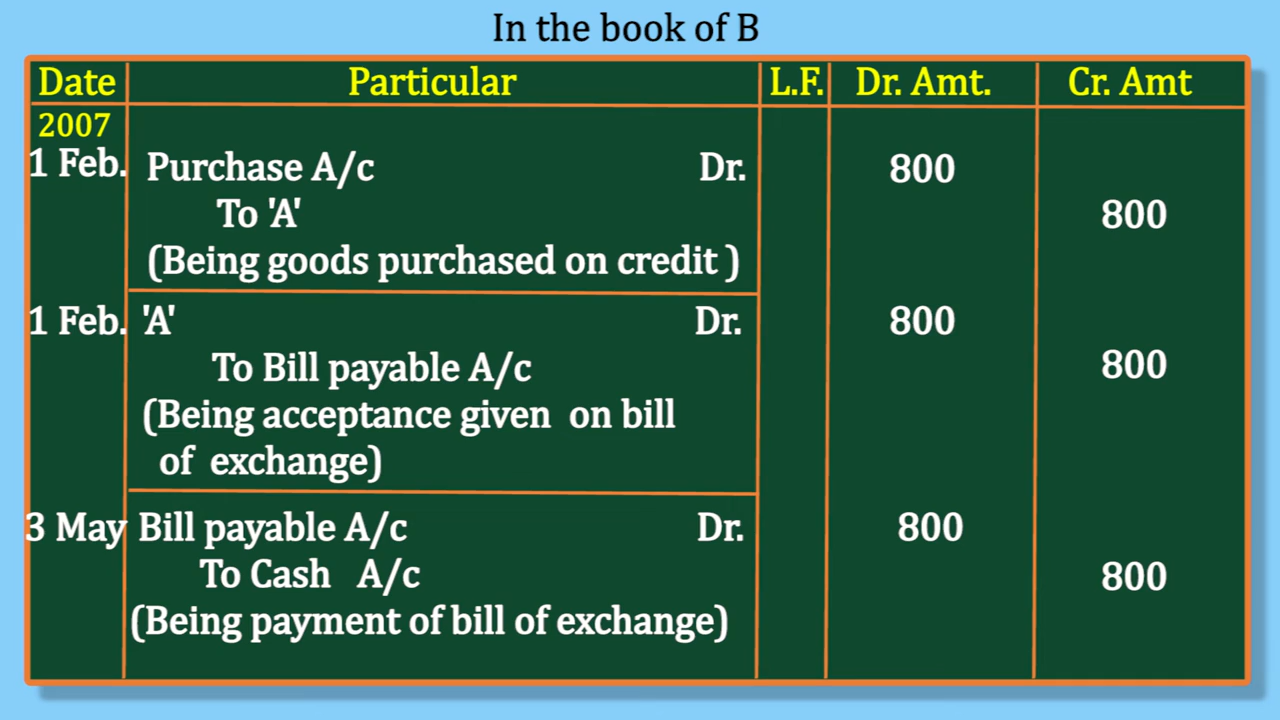 In the book of B
Date Particular L.F. Dr. Amt. Cr. Amt
2007
1 Feb. Purchase A/c Dr. 800
To 'A' 800
(Being goods purchased on credit )
1 Feb. 'A' Dr. 800
To Bill payable A/c 800
(Being acceptance given on bill
of exchange)
3 May Bill payable A/c Dr. 800
To Cash A/c 800
(Being payment of bill of exchange)